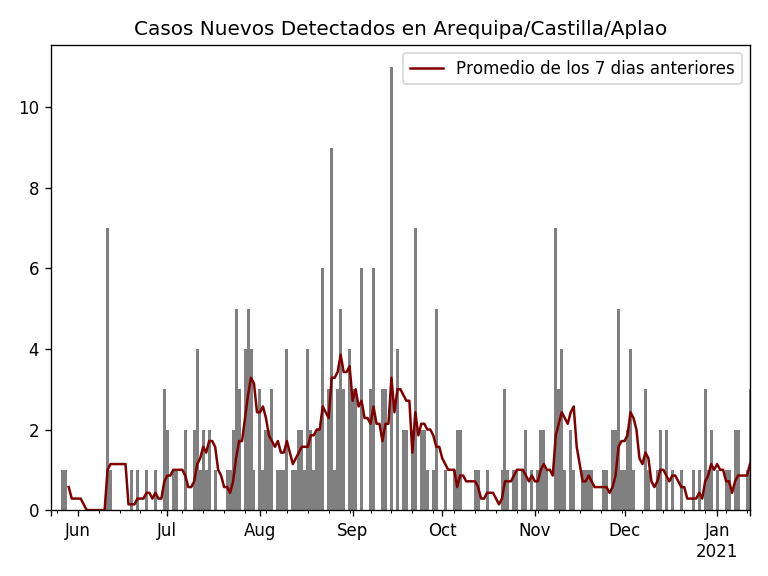 Casos Nuevos Detectados en Arequipa/Castilla/Aplao
Promedio de los 7 dias anteriores
10
8
6
4
2
0
Jun Jul Aug Sep Oct Nov Dec Jan
2021